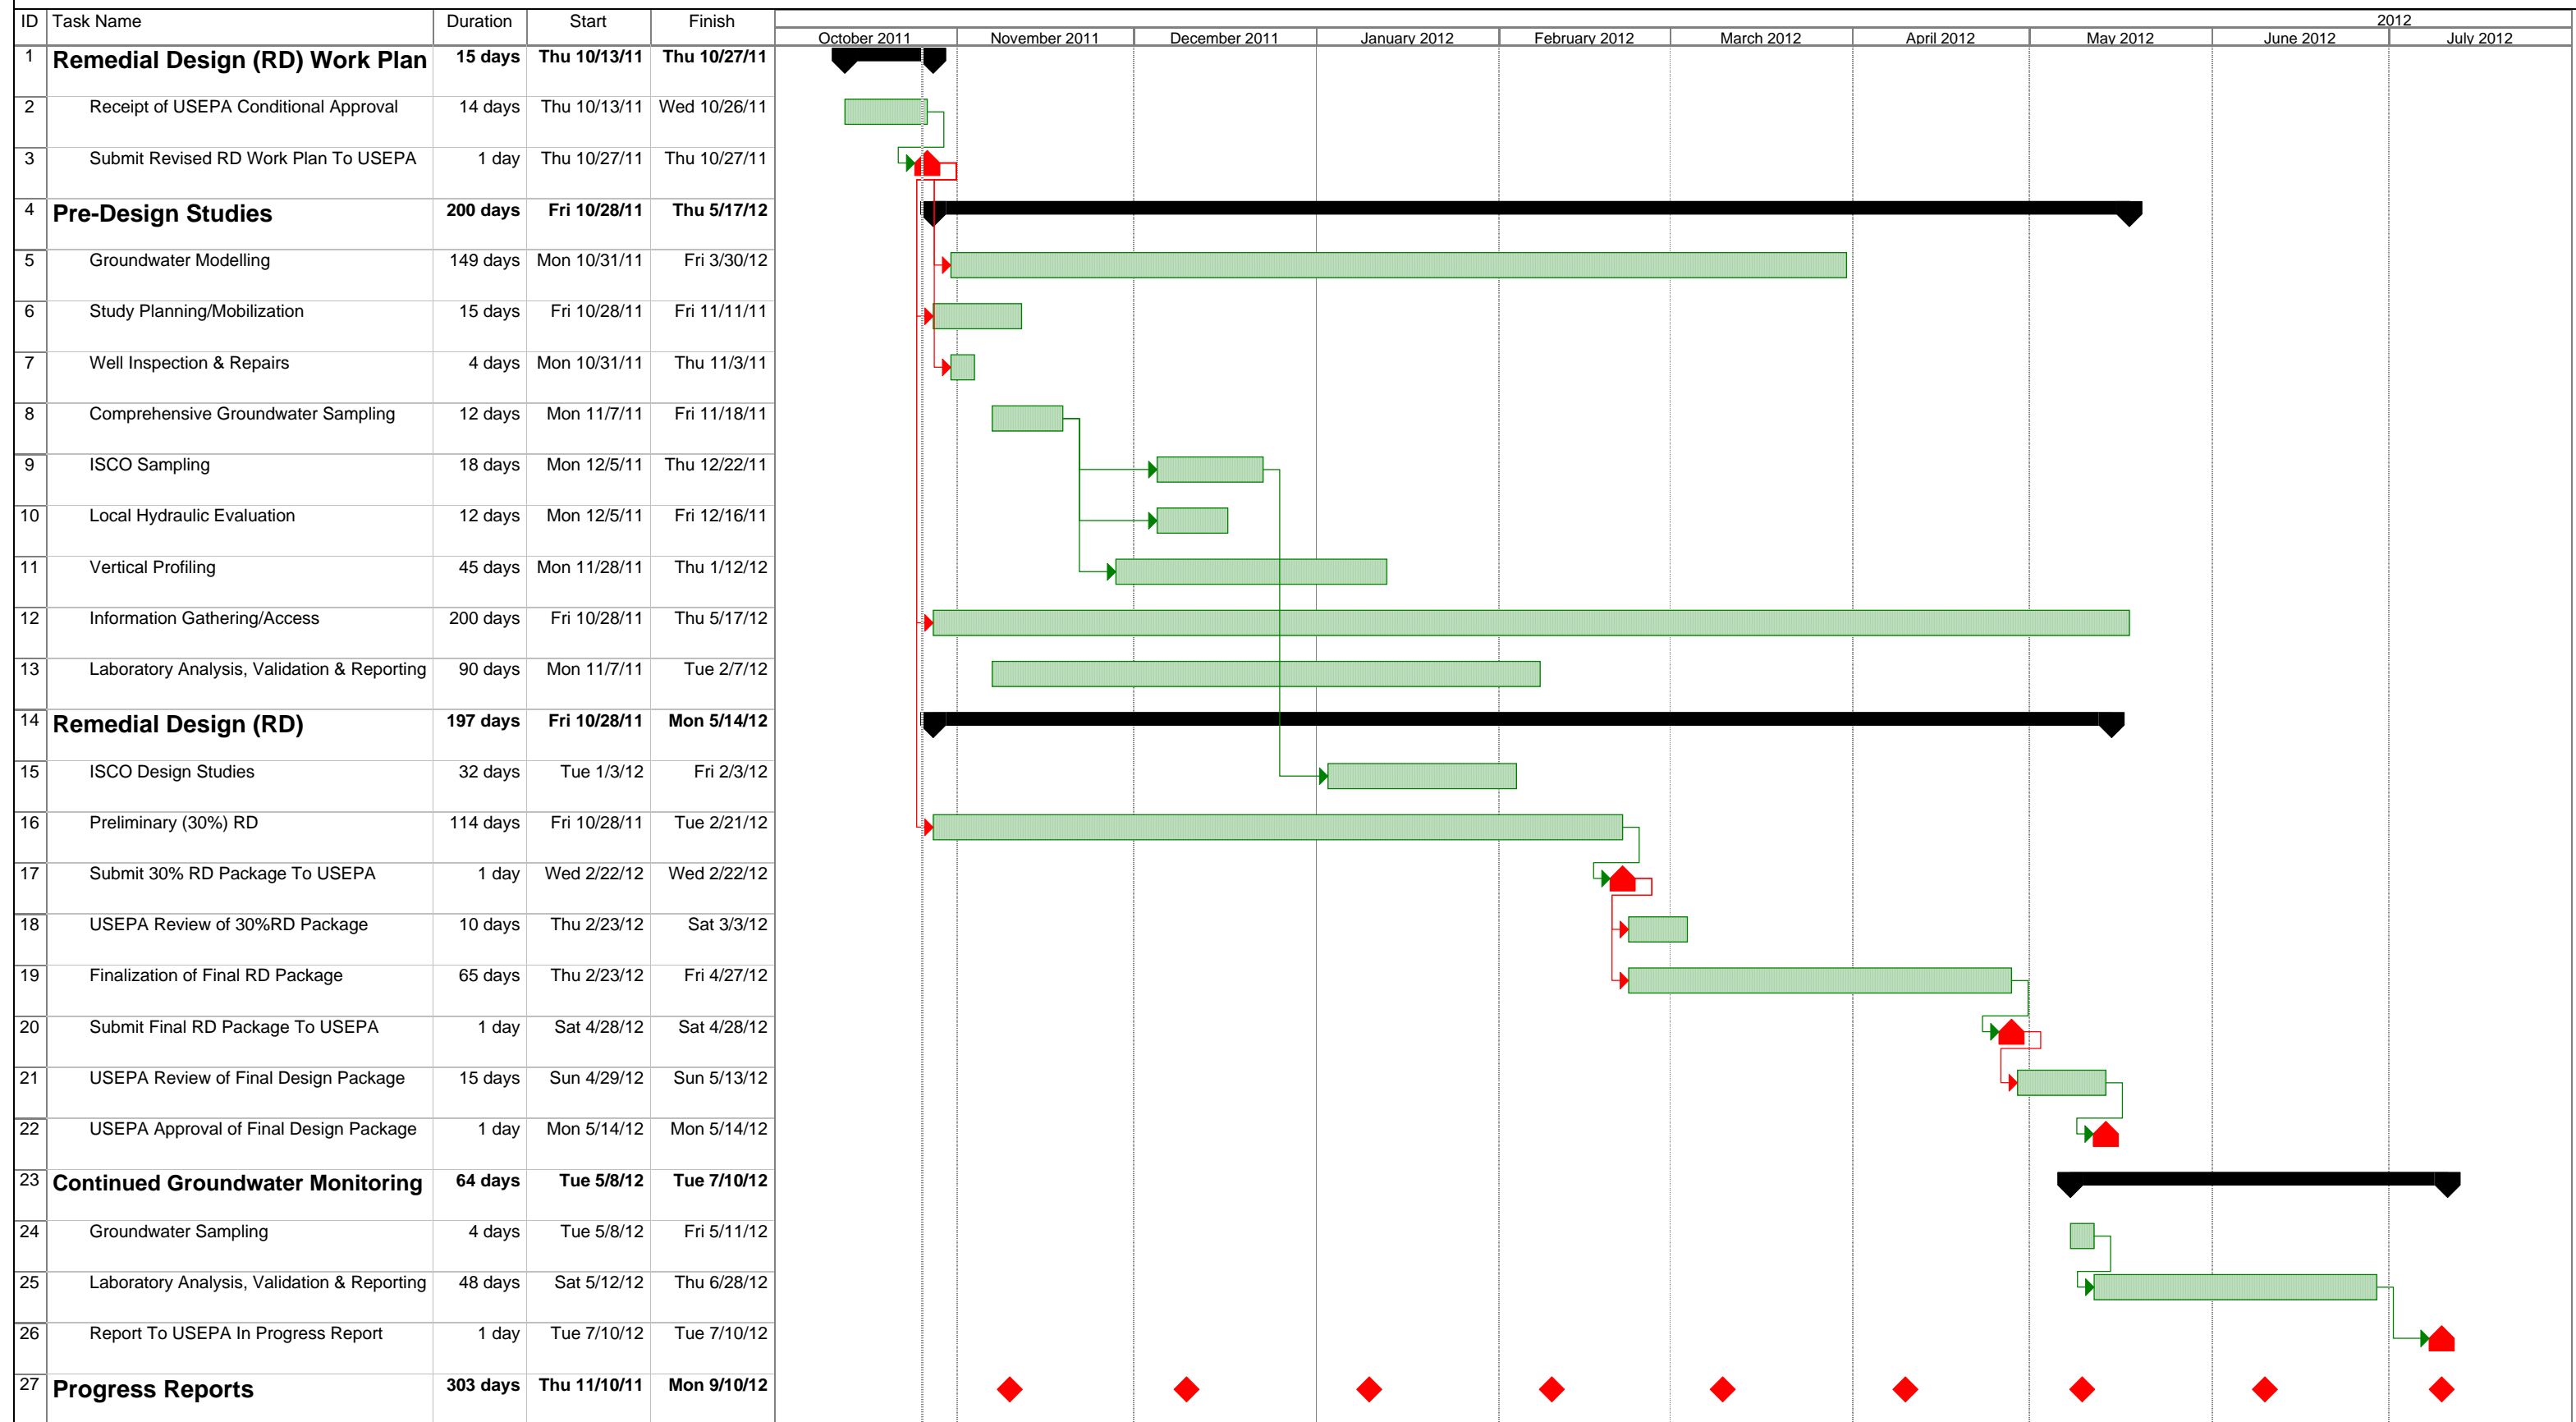 ID Task Name Duration Start Finish 2012
October 2011 November 2011 December 2011 January 2012 February 2012 March 2012 April 2012 May 2012 June 2012 July 2012
1 Remedial Design (RD) Work Plan 15 days Thu 10/13/11 Thu 10/27/11
2 Receipt of USEPA Conditional Approval 14 days Thu 10/13/11 Wed 10/26/11
3 Submit Revised RD Work Plan To USEPA 1 day Thu 10/27/11 Thu 10/27/11
4 Pre-Design Studies 200 days Fri 10/28/11 Thu 5/17/12
5 Groundwater Modelling 149 days Mon 10/31/11 Fri 3/30/12
6 Study Planning/Mobilization 15 days Fri 10/28/11 Fri 11/11/11
7 Well Inspection & Repairs 4 days Mon 10/31/11 Thu 11/3/11
8 Comprehensive Groundwater Sampling 12 days Mon 11/7/11 Fri 11/18/11
9 ISCO Sampling 18 days Mon 12/5/11 Thu 12/22/11
10 Local Hydraulic Evaluation 12 days Mon 12/5/11 Fri 12/16/11
11 Vertical Profiling 45 days Mon 11/28/11 Thu 1/12/12
12 Information Gathering/Access 200 days Fri 10/28/11 Thu 5/17/12
13 Laboratory Analysis, Validation & Reporting 90 days Mon 11/7/11 Tue 2/7/12
14 Remedial Design (RD) 197 days Fri 10/28/11 Mon 5/14/12
15 ISCO Design Studies 32 days Tue 1/3/12 Fri 2/3/12
16 Preliminary (30%) RD 114 days Fri 10/28/11 Tue 2/21/12
17 Submit 30% RD Package To USEPA 1 day Wed 2/22/12 Wed 2/22/12
18 USEPA Review of 30%RD Package 10 days Thu 2/23/12 Sat 3/3/12
19 Finalization of Final RD Package 65 days Thu 2/23/12 Fri 4/27/12
20 Submit Final RD Package To USEPA 1 day Sat 4/28/12 Sat 4/28/12
21 USEPA Review of Final Design Package 15 days Sun 4/29/12 Sun 5/13/12
22 USEPA Approval of Final Design Package 1 day Mon 5/14/12 Mon 5/14/12
23 Continued Groundwater Monitoring 64 days Tue 5/8/12 Tue 7/10/12
24 Groundwater Sampling 4 days Tue 5/8/12 Fri 5/11/12
25 Laboratory Analysis, Validation & Reporting 48 days Sat 5/12/12 Thu 6/28/12
26 Report To USEPA In Progress Report 1 day Tue 7/10/12 Tue 7/10/12
27 Progress Reports 303 days Thu 11/10/11 Mon 9/10/12